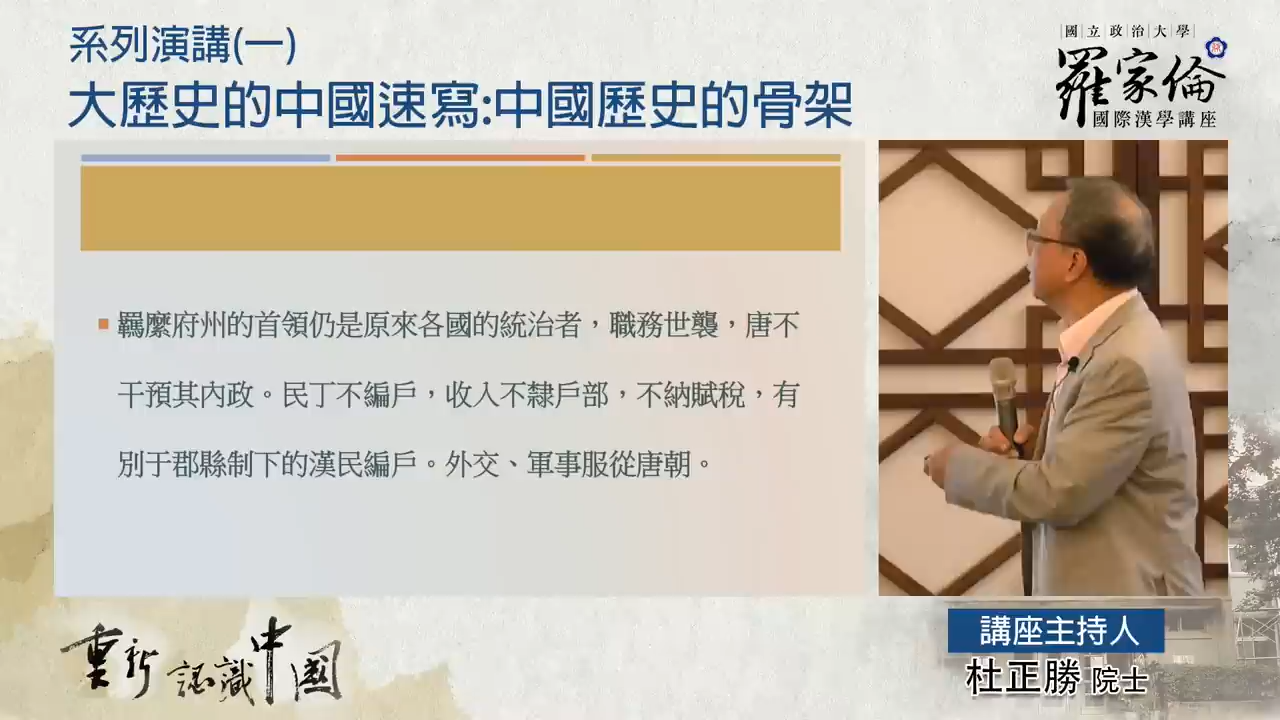 系列演講(一)
大歷史的中國速寫:中國歷史的骨架
國立政治大學
羅家倫
國際漢學講座
羈縻府州的首領仍是原來各國的統治者，職務世襲，唐不
干預其內政。民丁不編戶，收入不隸戶部，不納賦稅，有
別于郡縣制下的漢民編戶。外交、軍事服從唐朝。
重新認識中國
講座主持人
杜正勝 院士